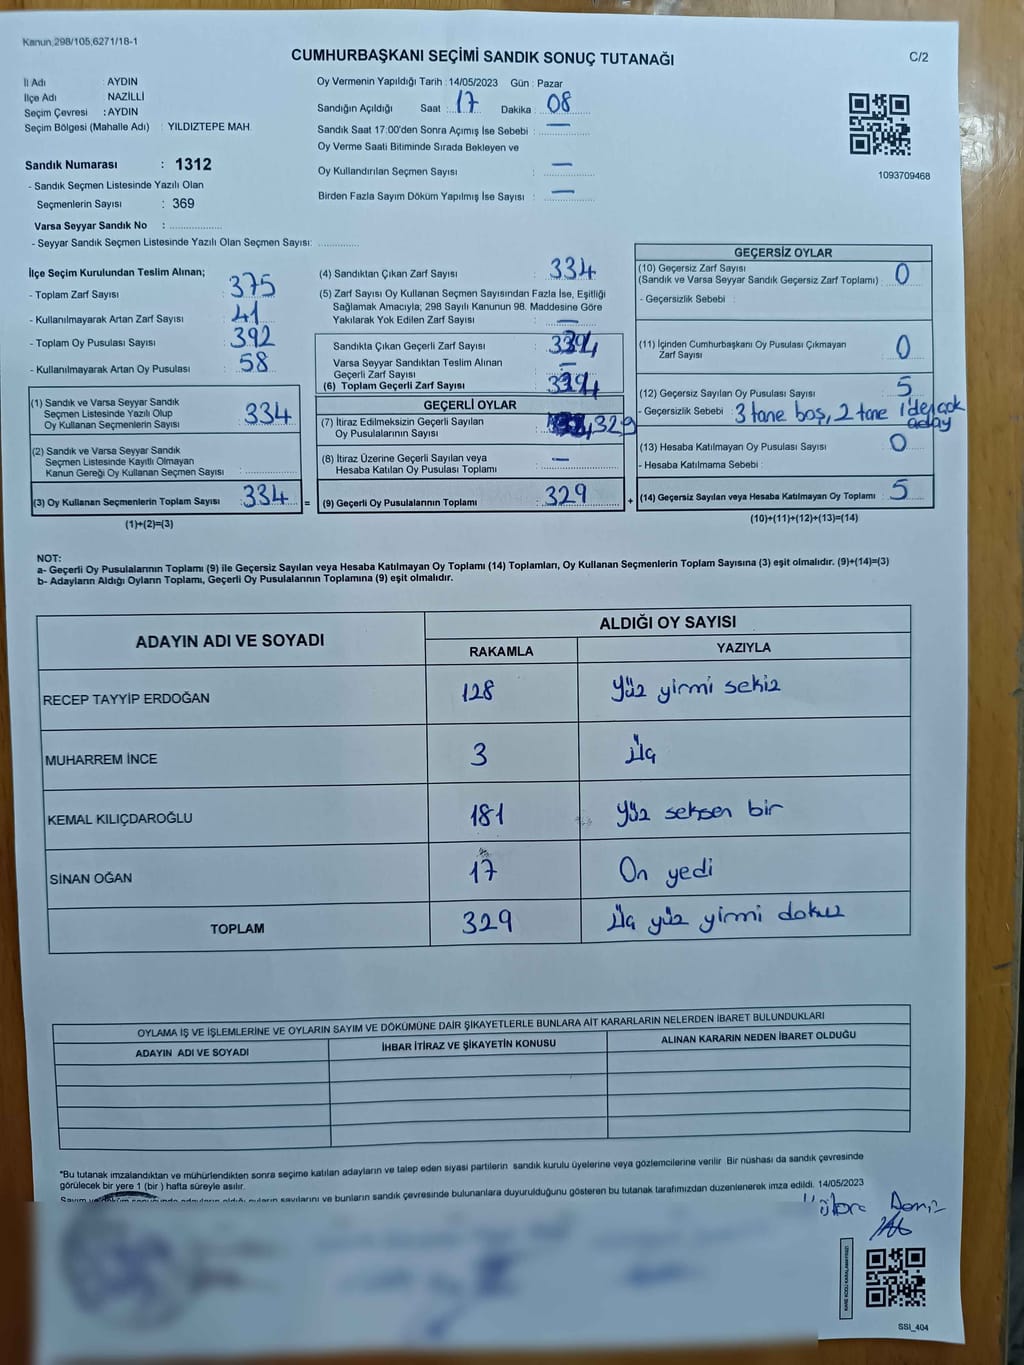 Kanun 298/105,6271/18-1
CUMHURBAŞKANI SEÇİMİ SANDIK SONUÇ TUTANAĞI
C/2
İl Adı : AYDIN
İlçe Adı : NAZİLLİ
Seçim Çevresi : AYDIN
Seçim Bölgesi (Mahalle Adı) : YILDIZTEPE MAH.
Sandık Numarası : 1312
- Sandık Seçmen Listesinde Yazılı Olan
Seçmenlerin Sayısı : 369
Varsa Seyyar Sandık No :
- Seyyar Sandık Seçmen Listesinde Yazılı Olan Seçmen Sayısı:
Oy Vermenin Yapıldığı Tarih : 14/05/2023 Gün : Pazar
Sandığın Açıldığı Saat : 17 Dakika : 08
Sandık Saat 17:00'den Sonra Açımış İse Sebebi : —
Oy Verme Saati Bitiminde Sırada Bekleyen ve
Oy Kullandırılan Seçmen Sayısı : —
Birden Fazla Sayım Döküm Yapılmış İse Sayısı : —
1093709468
İlçe Seçim Kurulundan Teslim Alınan;
- Toplam Zarf Sayısı : 375
- Kullanılmayarak Artan Zarf Sayısı : 41
- Toplam Oy Pusulası Sayısı : 392
- Kullanılmayarak Artan Oy Pusulası : 58
(1) Sandık ve Varsa Seyyar Sandık
Seçmen Listesinde Yazılı Olup
Oy Kullanan Seçmenlerin Sayısı : 334
(2) Sandık ve Varsa Seyyar Sandık
Seçmen Listesinde Kayıtlı Olmayan
Kanun Gereği Oy Kullanan Seçmen Sayısı :
(3) Oy Kullanan Seçmenlerin Toplam Sayısı : 334 =
(1)+(2)=(3)
(4) Sandıktan Çıkan Zarf Sayısı : 334
(5) Zarf Sayısı Oy Kullanan Seçmen Sayısından Fazla İse, Eşitliği
Sağlamak Amacıyla; 298 Sayılı Kanunun 98. Maddesine Göre
Yakılarak Yok Edilen Zarf Sayısı : —
Sandıkta Çıkan Geçerli Zarf Sayısı : 334
Varsa Seyyar Sandıktan Teslim Alınan
Geçerli Zarf Sayısı : —
(6) Toplam Geçerli Zarf Sayısı : 334
GEÇERLİ OYLAR
(7) İtiraz Edilmeksizin Geçerli Sayılan
Oy Pusulalarının Sayısı : 329
(8) İtiraz Üzerine Geçerli Sayılan veya
Hesaba Katılan Oy Pusulası Toplamı : —
(9) Geçerli Oy Pusulalarının Toplamı : 329 +
GEÇERSİZ OYLAR
(10) Geçersiz Zarf Sayısı
(Sandık ve Varsa Seyyar Sandık Geçersiz Zarf Toplamı) : 0
- Geçersizlik Sebebi :
(11) İçinden Cumhurbaşkanı Oy Pusulası Çıkmayan
Zarf Sayısı : 0
(12) Geçersiz Sayılan Oy Pusulası Sayısı : 5
- Geçersizlik Sebebi : 3 tane boş, 2 tane 1'den çok
aday
(13) Hesaba Katılmayan Oy Pusulası Sayısı : 0
- Hesaba Katılmama Sebebi :
(14) Geçersiz Sayılan veya Hesaba Katılmayan Oy Toplamı : 5
(10)+(11)+(12)+(13)=(14)
NOT:
a- Geçerli Oy Pusulalarının Toplamı (9) ile Geçersiz Sayılan veya Hesaba Katılmayan Oy Toplamı (14) Toplamları, Oy Kullanan Seçmenlerin Toplam Sayısına (3) eşit olmalıdır. (9)+(14)=(3)
b- Adayların Aldığı Oyların Toplamı, Geçerli Oy Pusulalarının Toplamına (9) eşit olmalıdır.
ADAYIN ADI VE SOYADI
ALDIĞI OY SAYISI
RAKAMLA YAZIYLA
RECEP TAYYİP ERDOĞAN 128 Yüz yirmi sekiz
MUHARREM İNCE 3 Üç
KEMAL KILIÇDAROĞLU 181 Yüz seksen bir
SİNAN OĞAN 17 On yedi
TOPLAM 329 Üç yüz yirmi dokuz
OYLAMA İŞ VE İŞLEMLERİNE VE OYLARIN SAYIM VE DÖKÜMÜNE DAİR ŞİKAYETLERLE BUNLARA AİT KARARLARIN NELERDEN İBARET BULUNDUKLARI
ADAYIN ADI VE SOYADI İHBAR İTİRAZ VE ŞİKAYETİN KONUSU ALINAN KARARIN NEDEN İBARET OLDUĞU
*Bu tutanak imzalandıktan ve mühürlendikten sonra seçime katılan adayların ve talep eden siyasi partilerin sandık kurulu üyelerine veya gözlemcilerine verilir Bir nüshası da sandık çevresinde
görülecek bir yere 1 (bir ) hafta süreyle asılır.
sayılarını ve bunların sandık çevresinde bulunanlara duyurulduğunu gösteren bu tutanak tarafımızdan düzenlenerek imza edildi. 14/05/2023
SSI_404